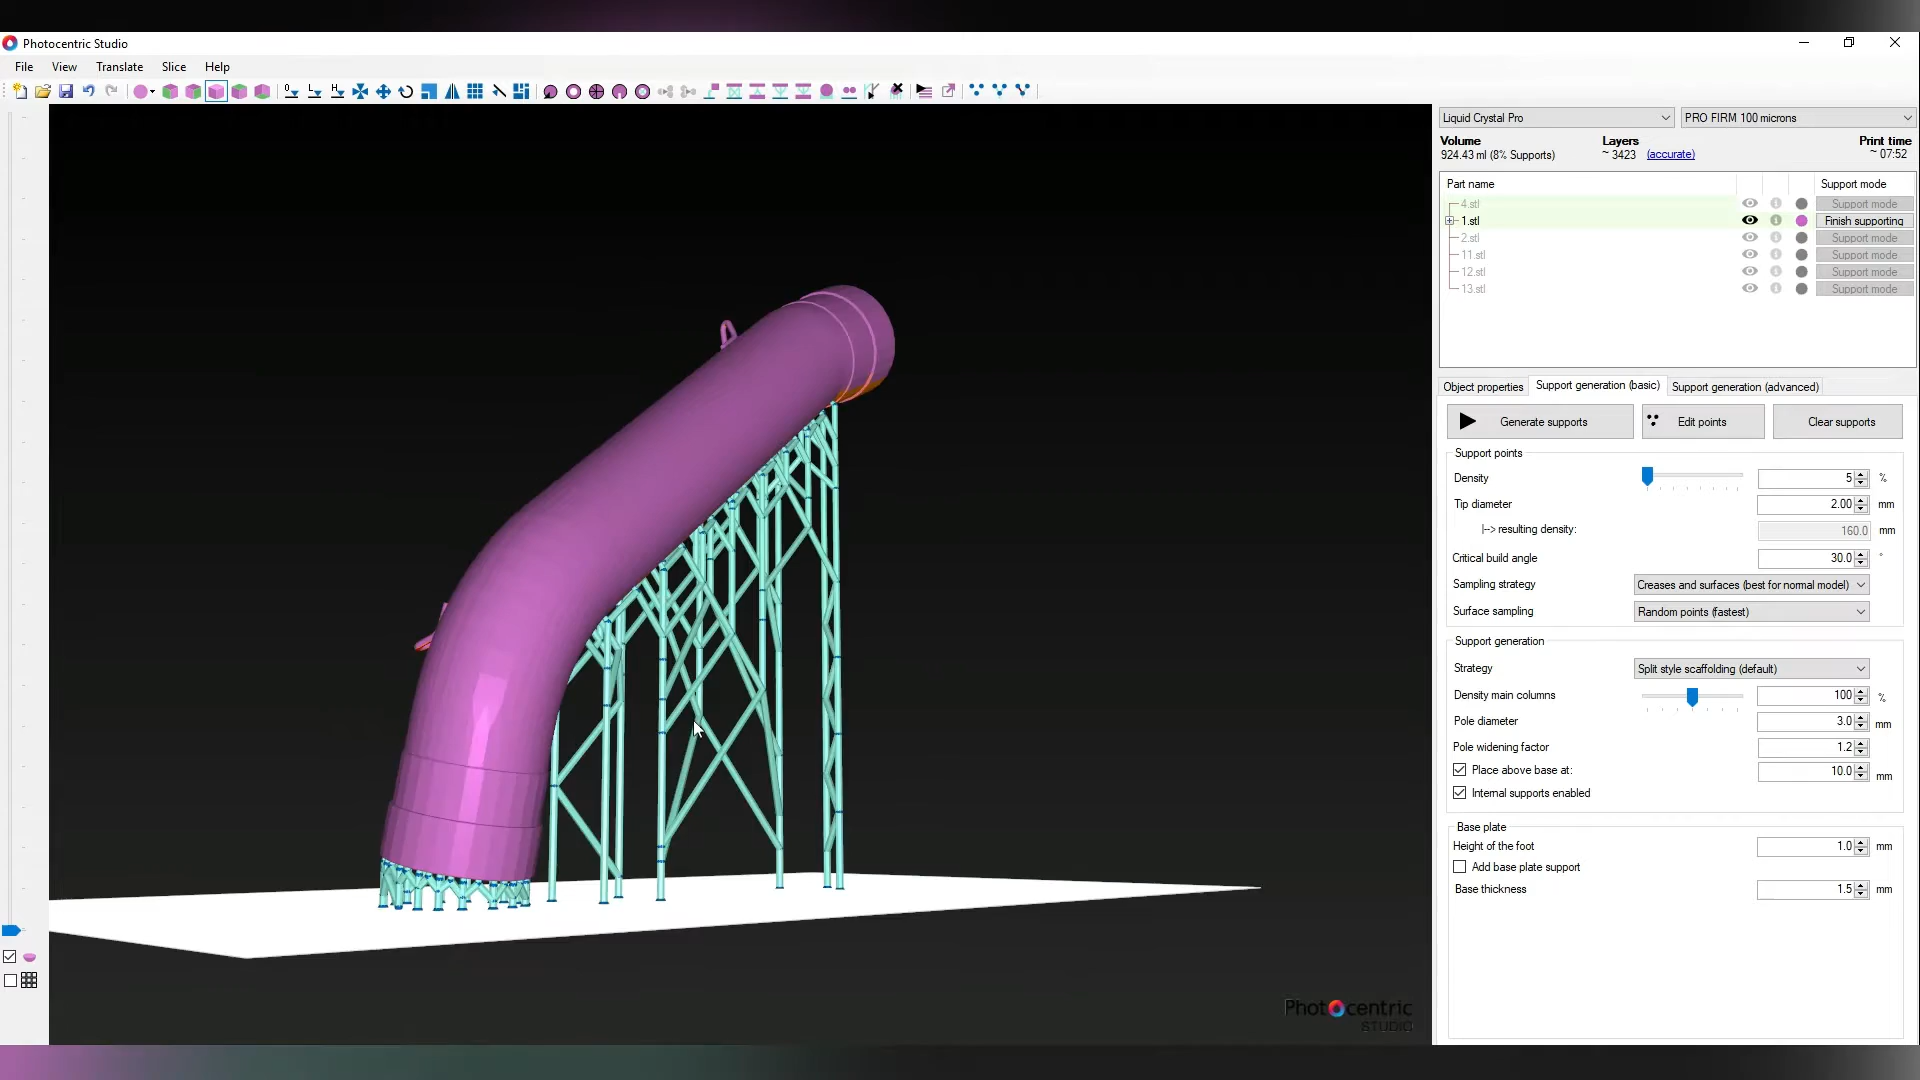 Photocentric Studio
File View Translate Slice Help
Liquid Crystal Pro PRO FIRM 100 microns
Volume Layers Print time
924.43 ml (8% Supports) ~ 3423 (accurate) ~ 07:52
Part name Support mode
4.stl Support mode
1.stl Finish supporting
2.stl Support mode
11.stl Support mode
12.stl Support mode
13.stl Support mode
Object properties Support generation (basic) Support generation (advanced)
Generate supports Edit points Clear supports
Support points
Density 5 %
Tip diameter 2.00 mm
|--> resulting density: 160.0 mm
Critical build angle 30.0 °
Sampling strategy Creases and surfaces (best for normal model)
Surface sampling Random points (fastest)
Support generation
Strategy Split style scaffolding (default)
Density main columns 100 %
Pole diameter 3.0 mm
Pole widening factor 1.2
Place above base at: 10.0 mm
Internal supports enabled
Base plate
Height of the foot 1.0 mm
Add base plate support
Base thickness 1.5 mm
Photocentric
STUDIO